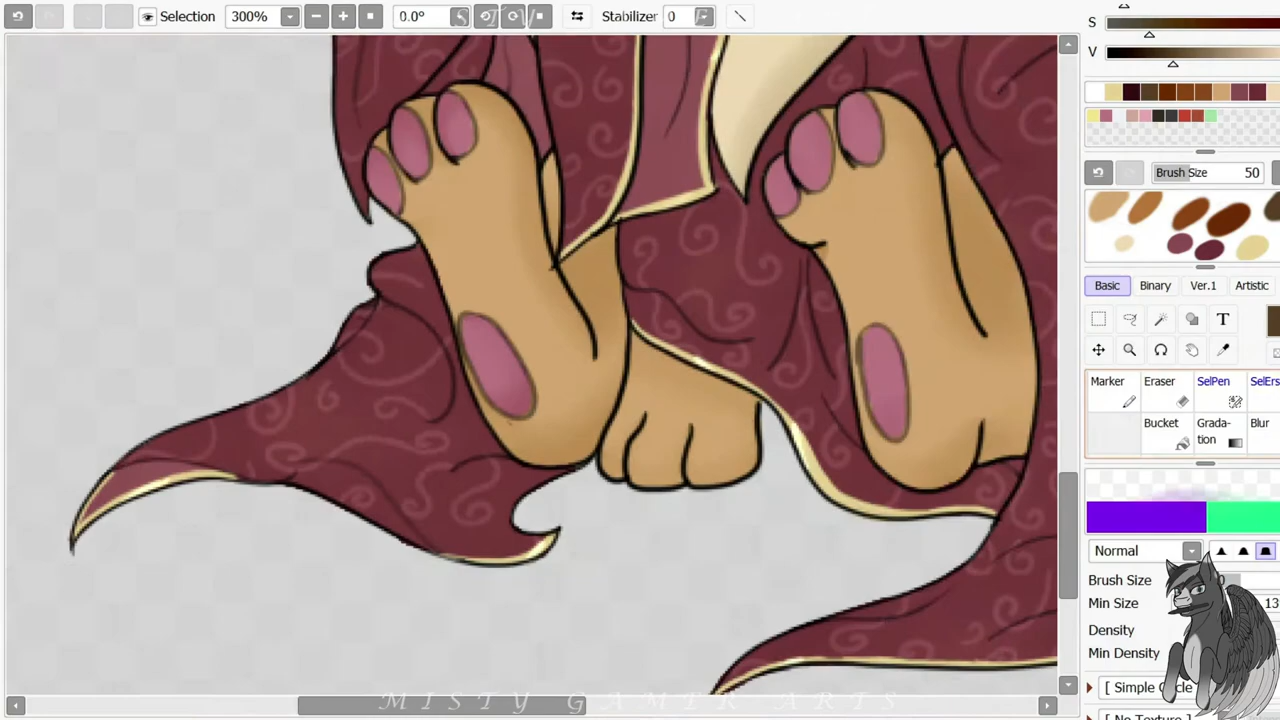 Selection 300% 0.0° Stabilizer 0
S
V
Brush Size 50
Basic Binary Ver.1 Artistic
T
Marker Eraser SelPen SelErs
Bucket Grada-tion Blur
Normal
Brush Size
Min Size 13
Density
Min Density
[ Simple Circle
[ No Texture ]
MISTY GAMER ARTS